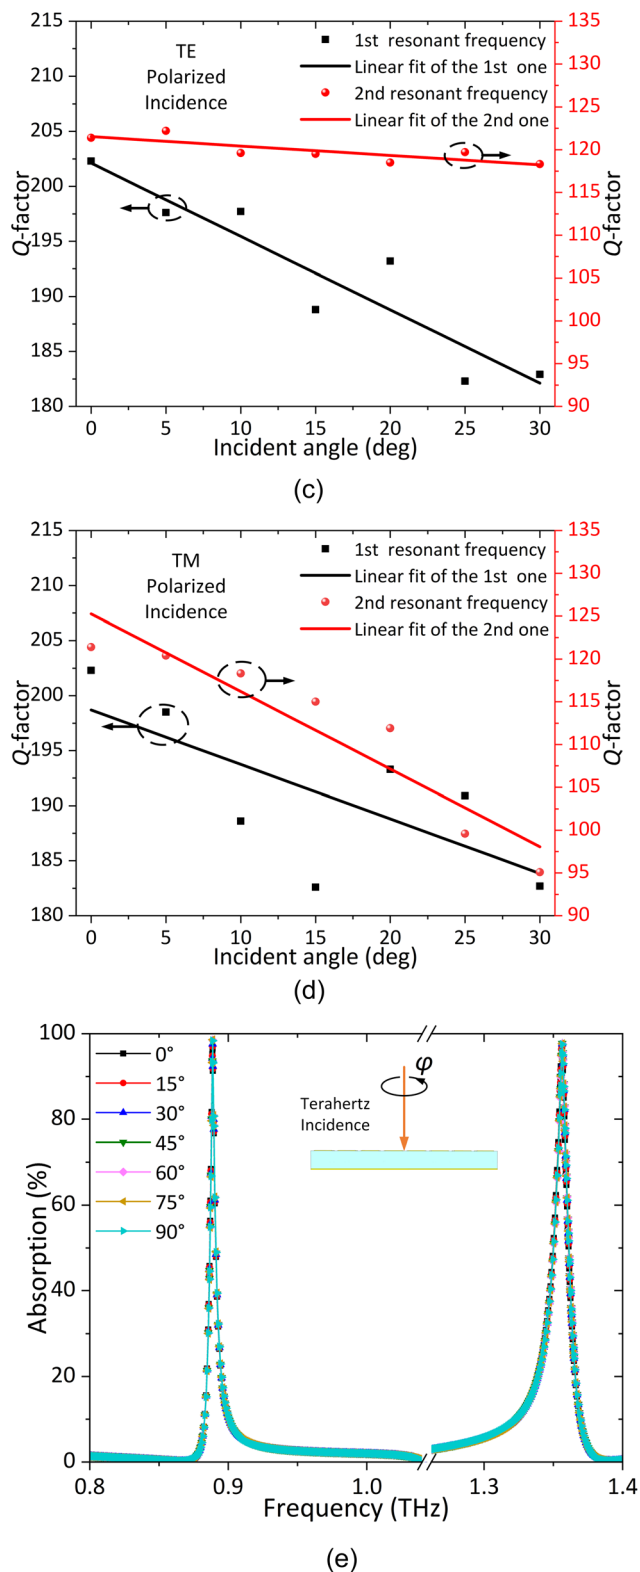 215
210
205
200
195
190
185
180
Q-factor
TE
Polarized
Incidence
1st resonant frequency
Linear fit of the 1st one
2nd resonant frequency
Linear fit of the 2nd one
135
130
125
120
115
110
105
100
95
90
Q-factor
0 5 10 15 20 25 30
Incident angle (deg)
(c)
215
210
205
200
195
190
185
180
Q-factor
TM
Polarized
Incidence
1st resonant frequency
Linear fit of the 1st one
2nd resonant frequency
Linear fit of the 2nd one
135
130
125
120
115
110
105
100
95
90
Q-factor
0 5 10 15 20 25 30
Incident angle (deg)
(d)
100
80
60
40
20
0
Absorption (%)
0°
15°
30°
45°
60°
75°
90°
φ
Terahertz
Incidence
0.8 0.9 1.0 1.3 1.4
Frequency (THz)
(e)